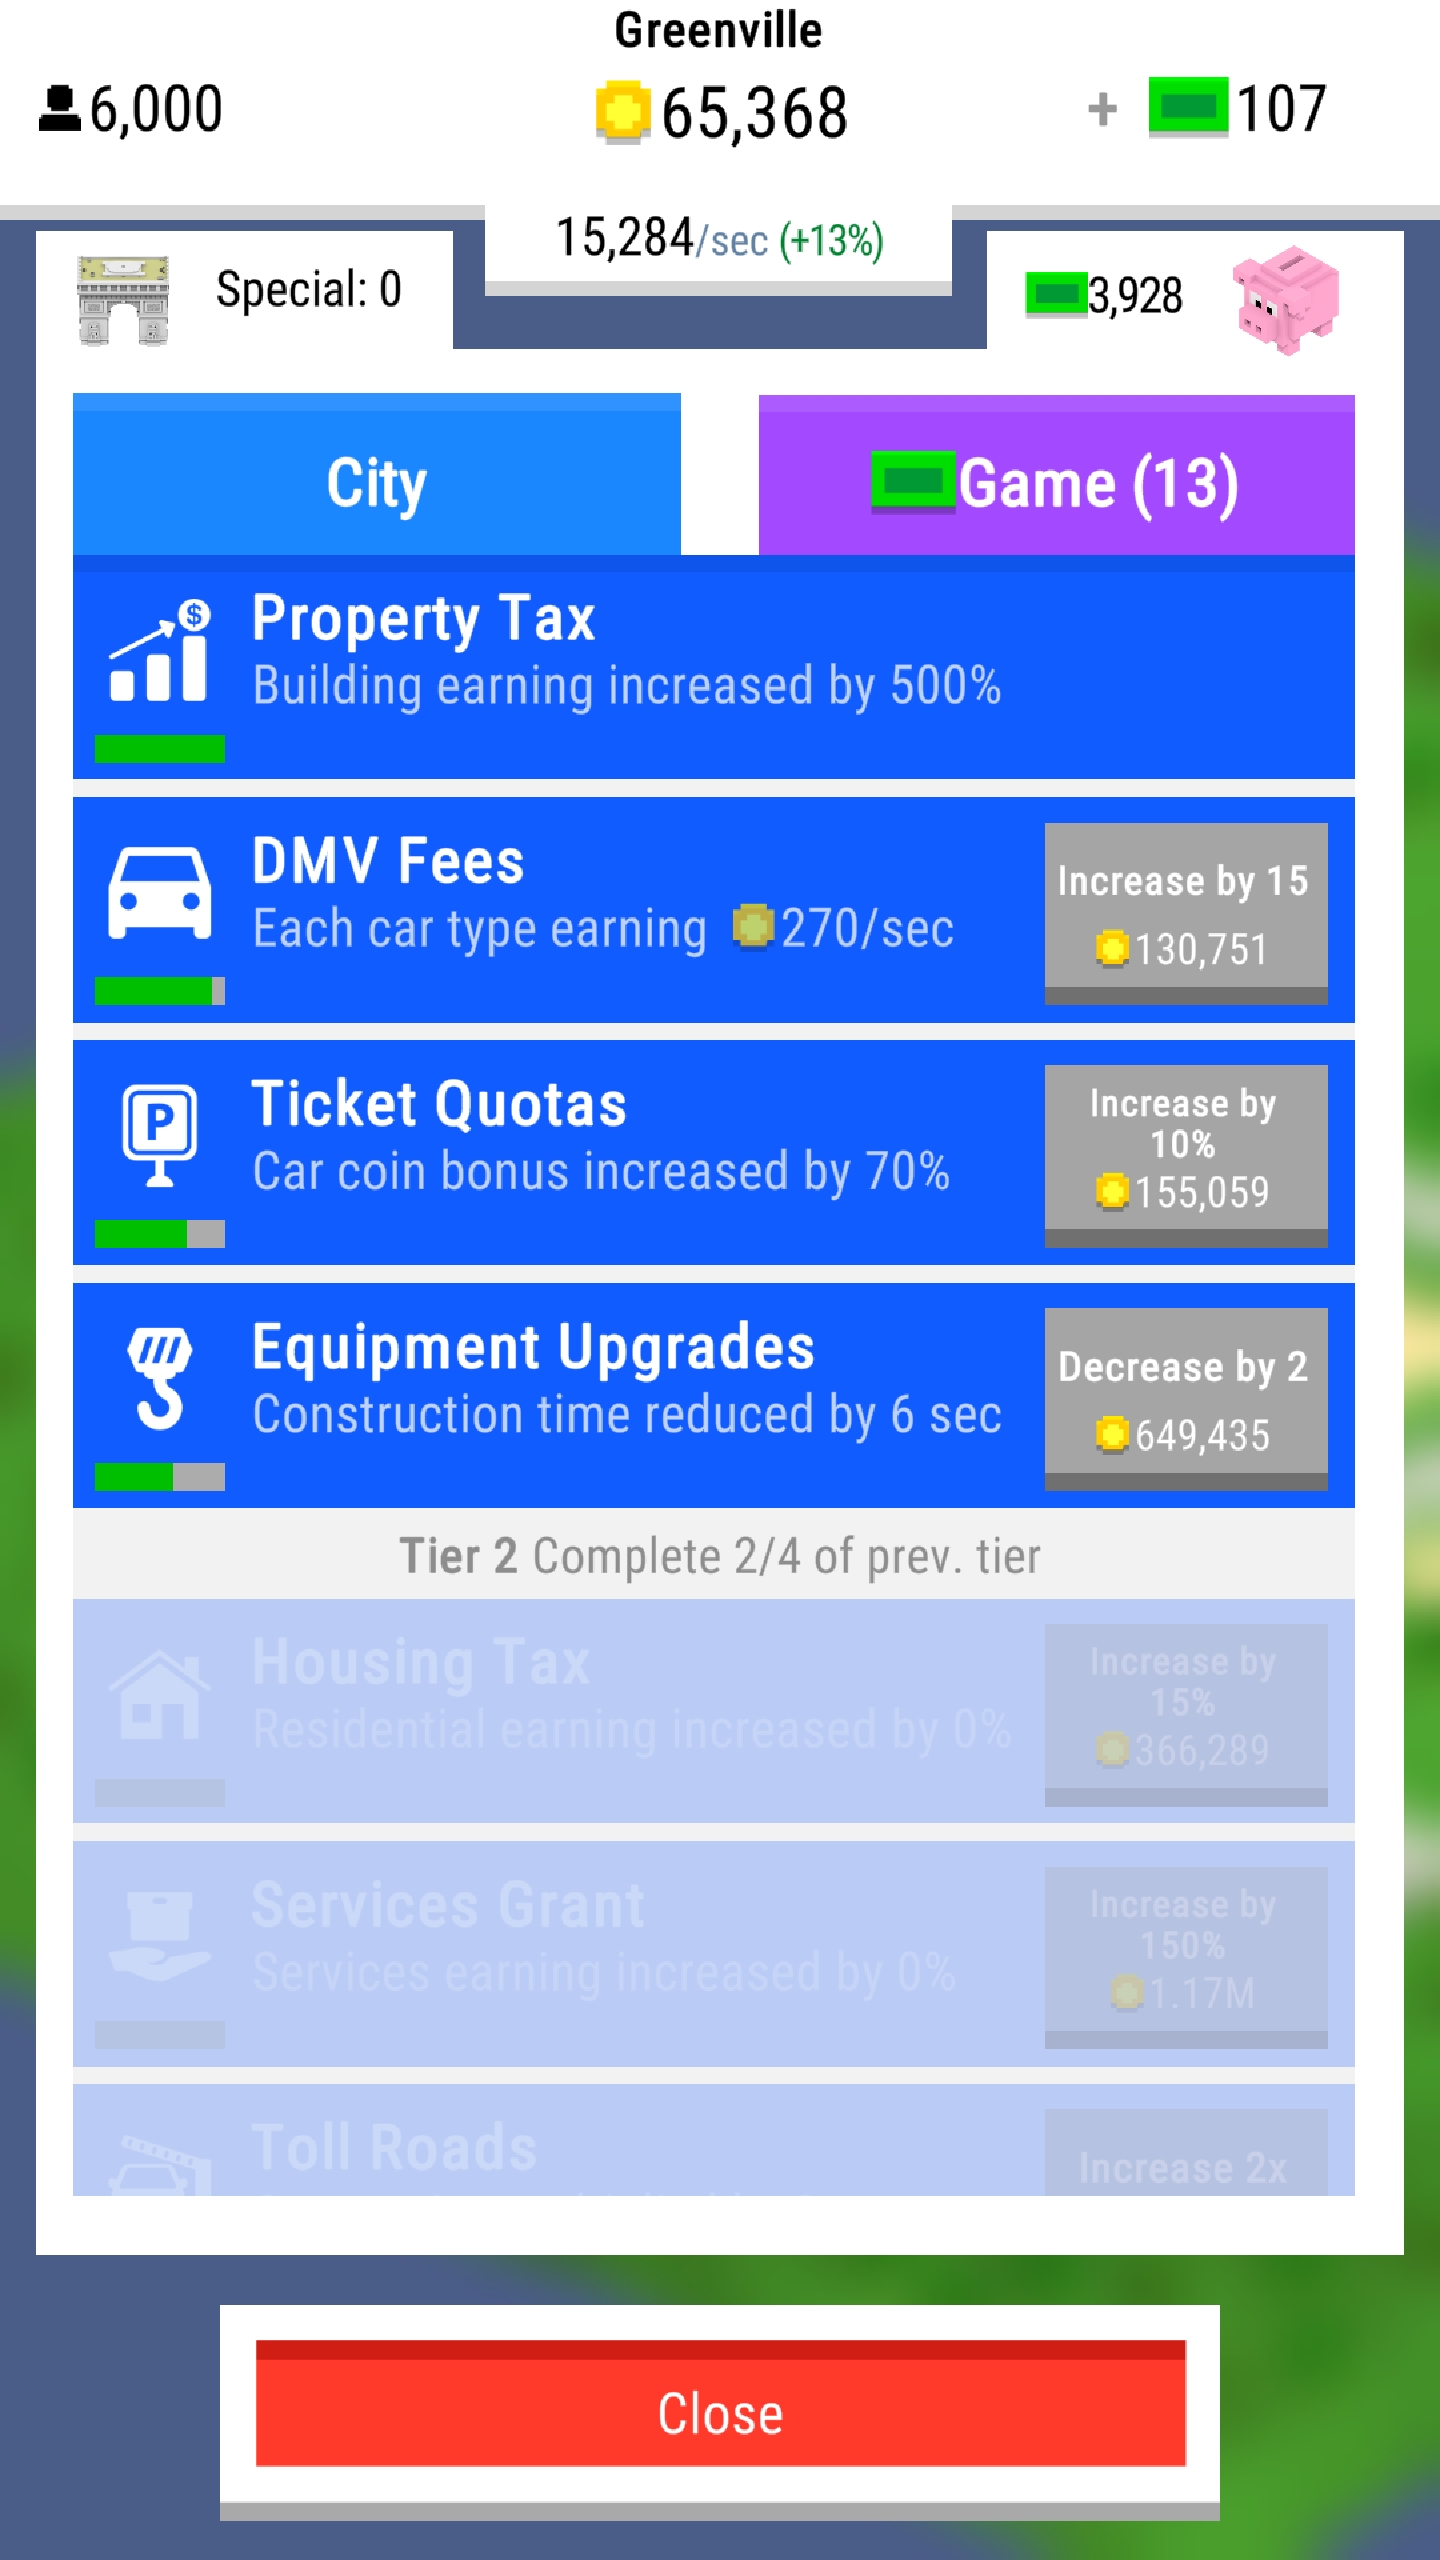 Greenville
6,000
65,368
+ 107
15,284/sec (+13%)
Special: 0
3,928
City
Game (13)
$
Property Tax
Building earning increased by 500%
DMV Fees
Each car type earning 270/sec
Increase by 15
130,751
P
Ticket Quotas
Car coin bonus increased by 70%
Increase by
10%
155,059
Equipment Upgrades
Construction time reduced by 6 sec
Decrease by 2
649,435
Tier 2 Complete 2/4 of prev. tier
Housing Tax
Residential earning increased by 0%
Increase by
15%
366,289
Services Grant
Services earning increased by 0%
Increase by
150%
1.17M
Toll Roads
Increase 2x
Close